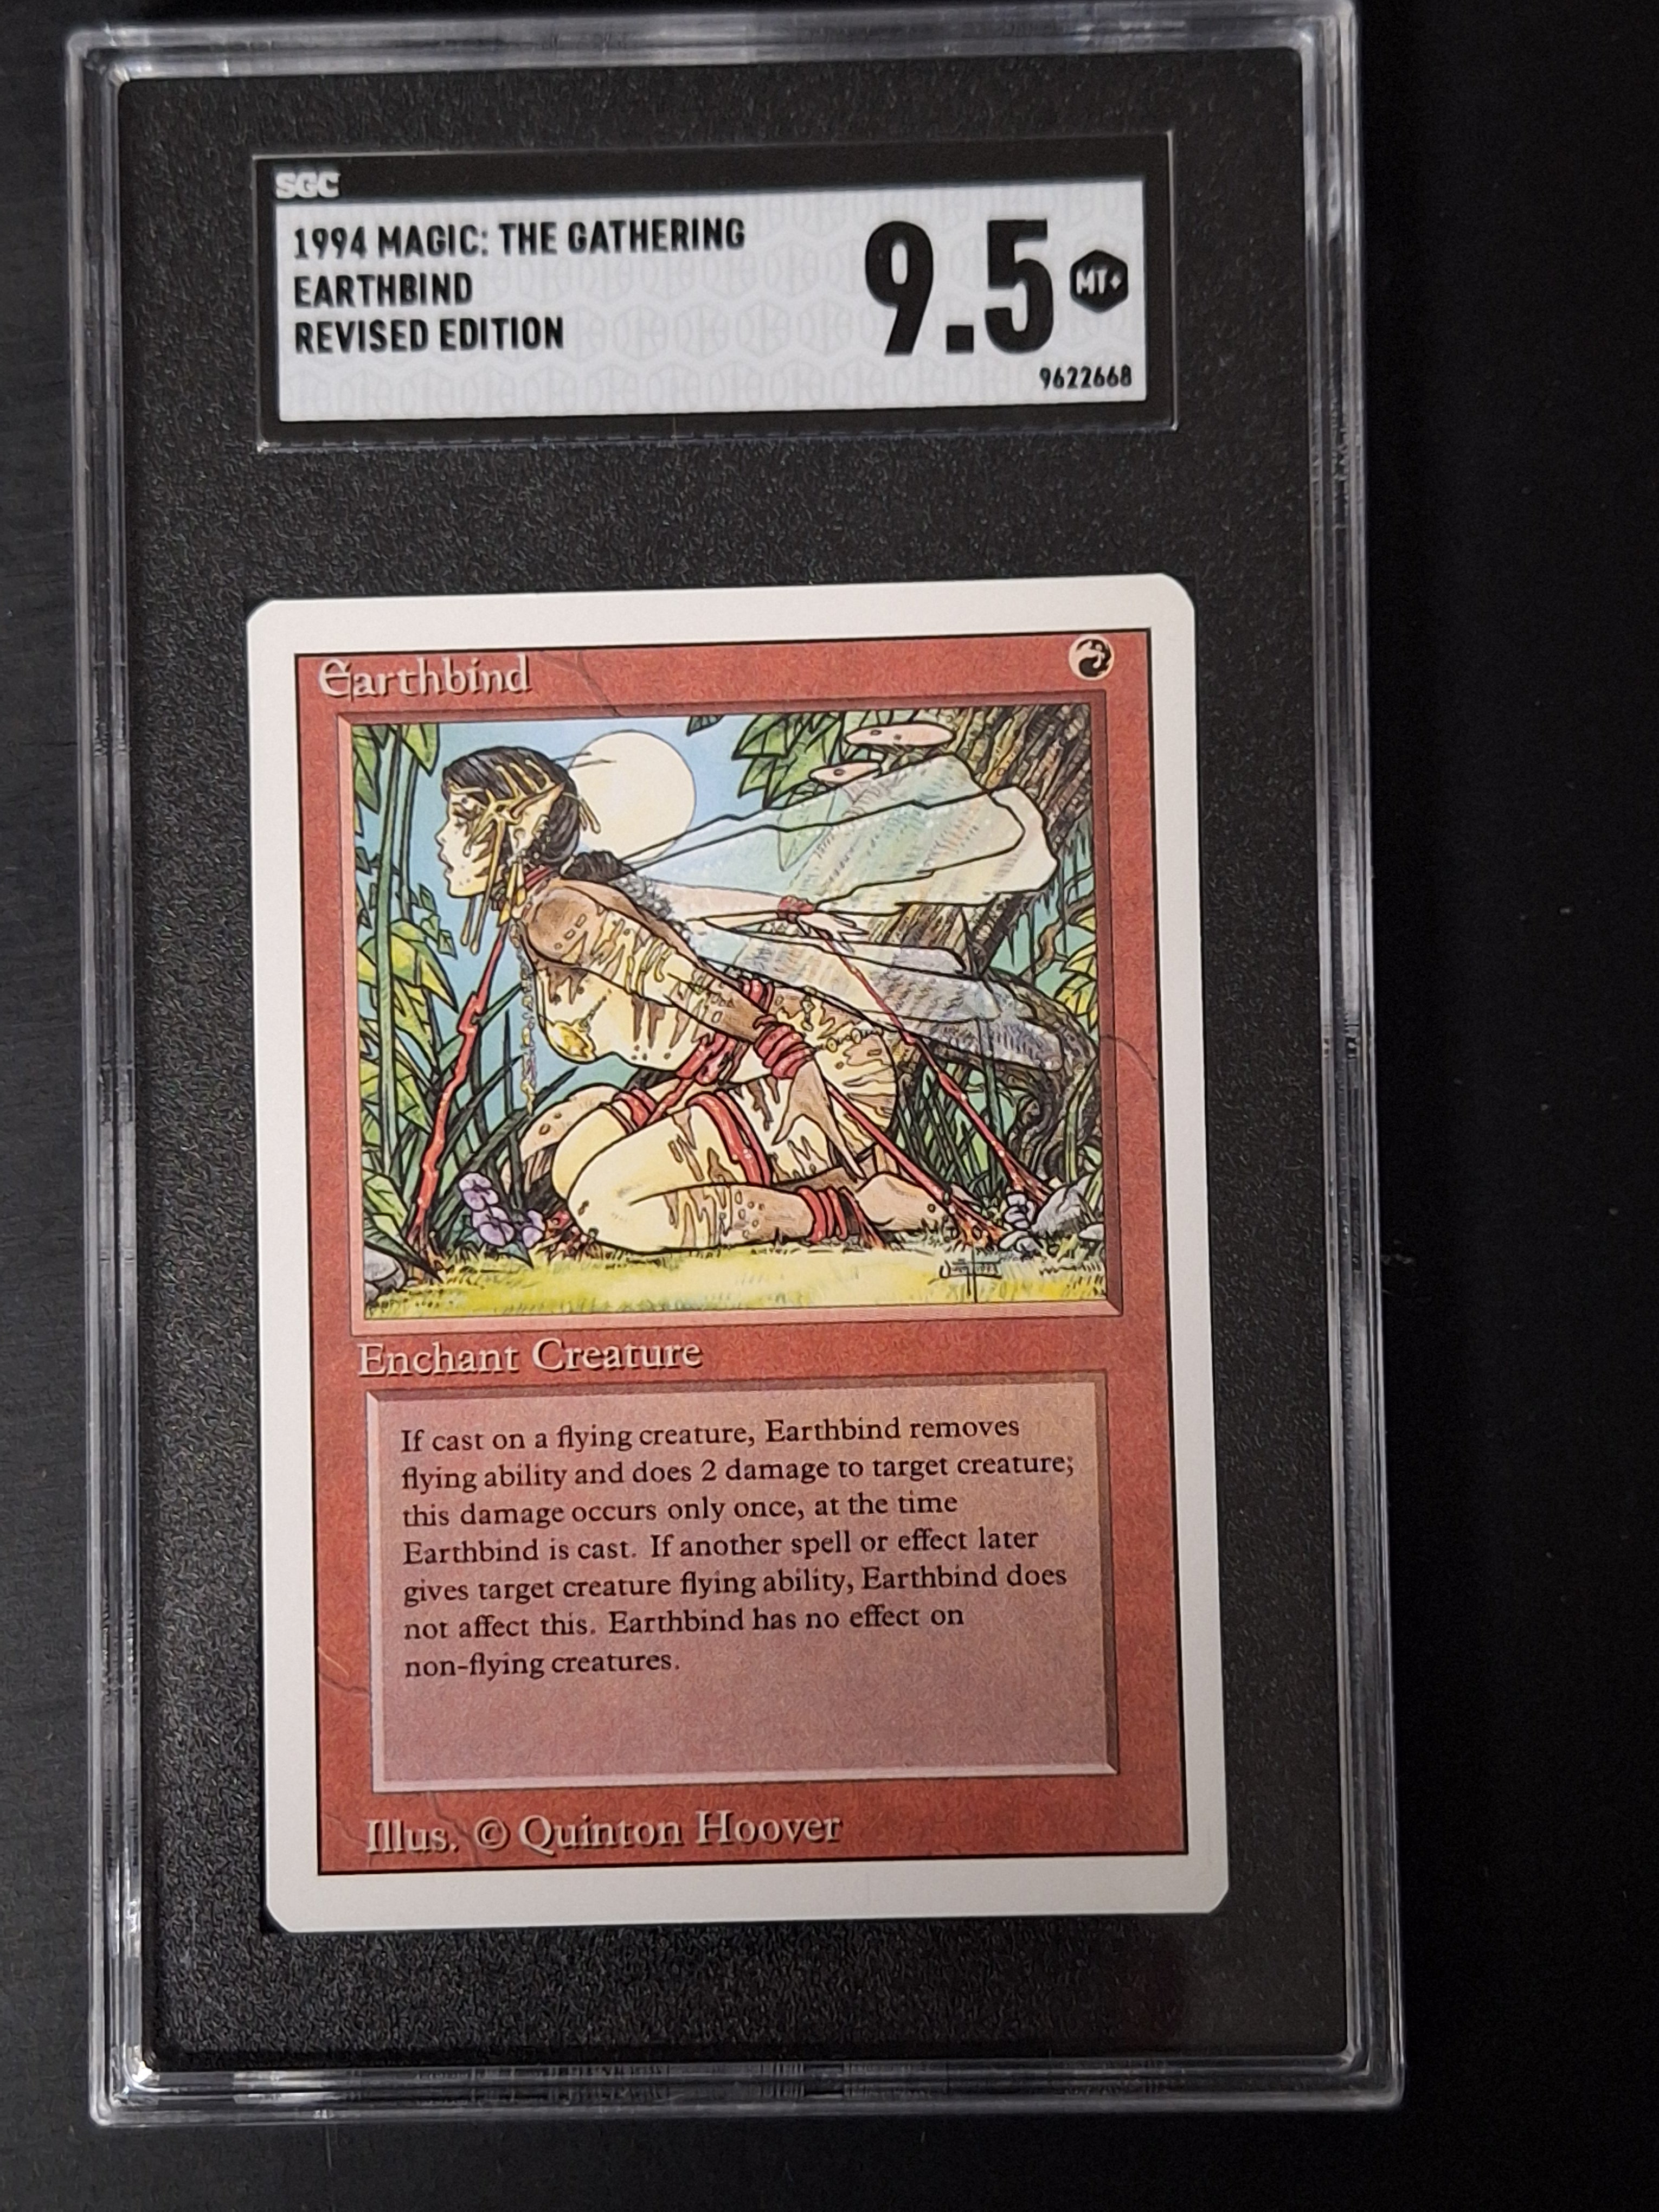 SGC
1994 MAGIC: THE GATHERING
EARTHBIND
REVISED EDITION
9.5
MT+
9622668
Earthbind
Enchant Creature
If cast on a flying creature, Earthbind removes
flying ability and does 2 damage to target creature;
this damage occurs only once, at the time
Earthbind is cast. If another spell or effect later
gives target creature flying ability, Earthbind does
not affect this. Earthbind has no effect on
non-flying creatures.
Illus. © Quinton Hoover